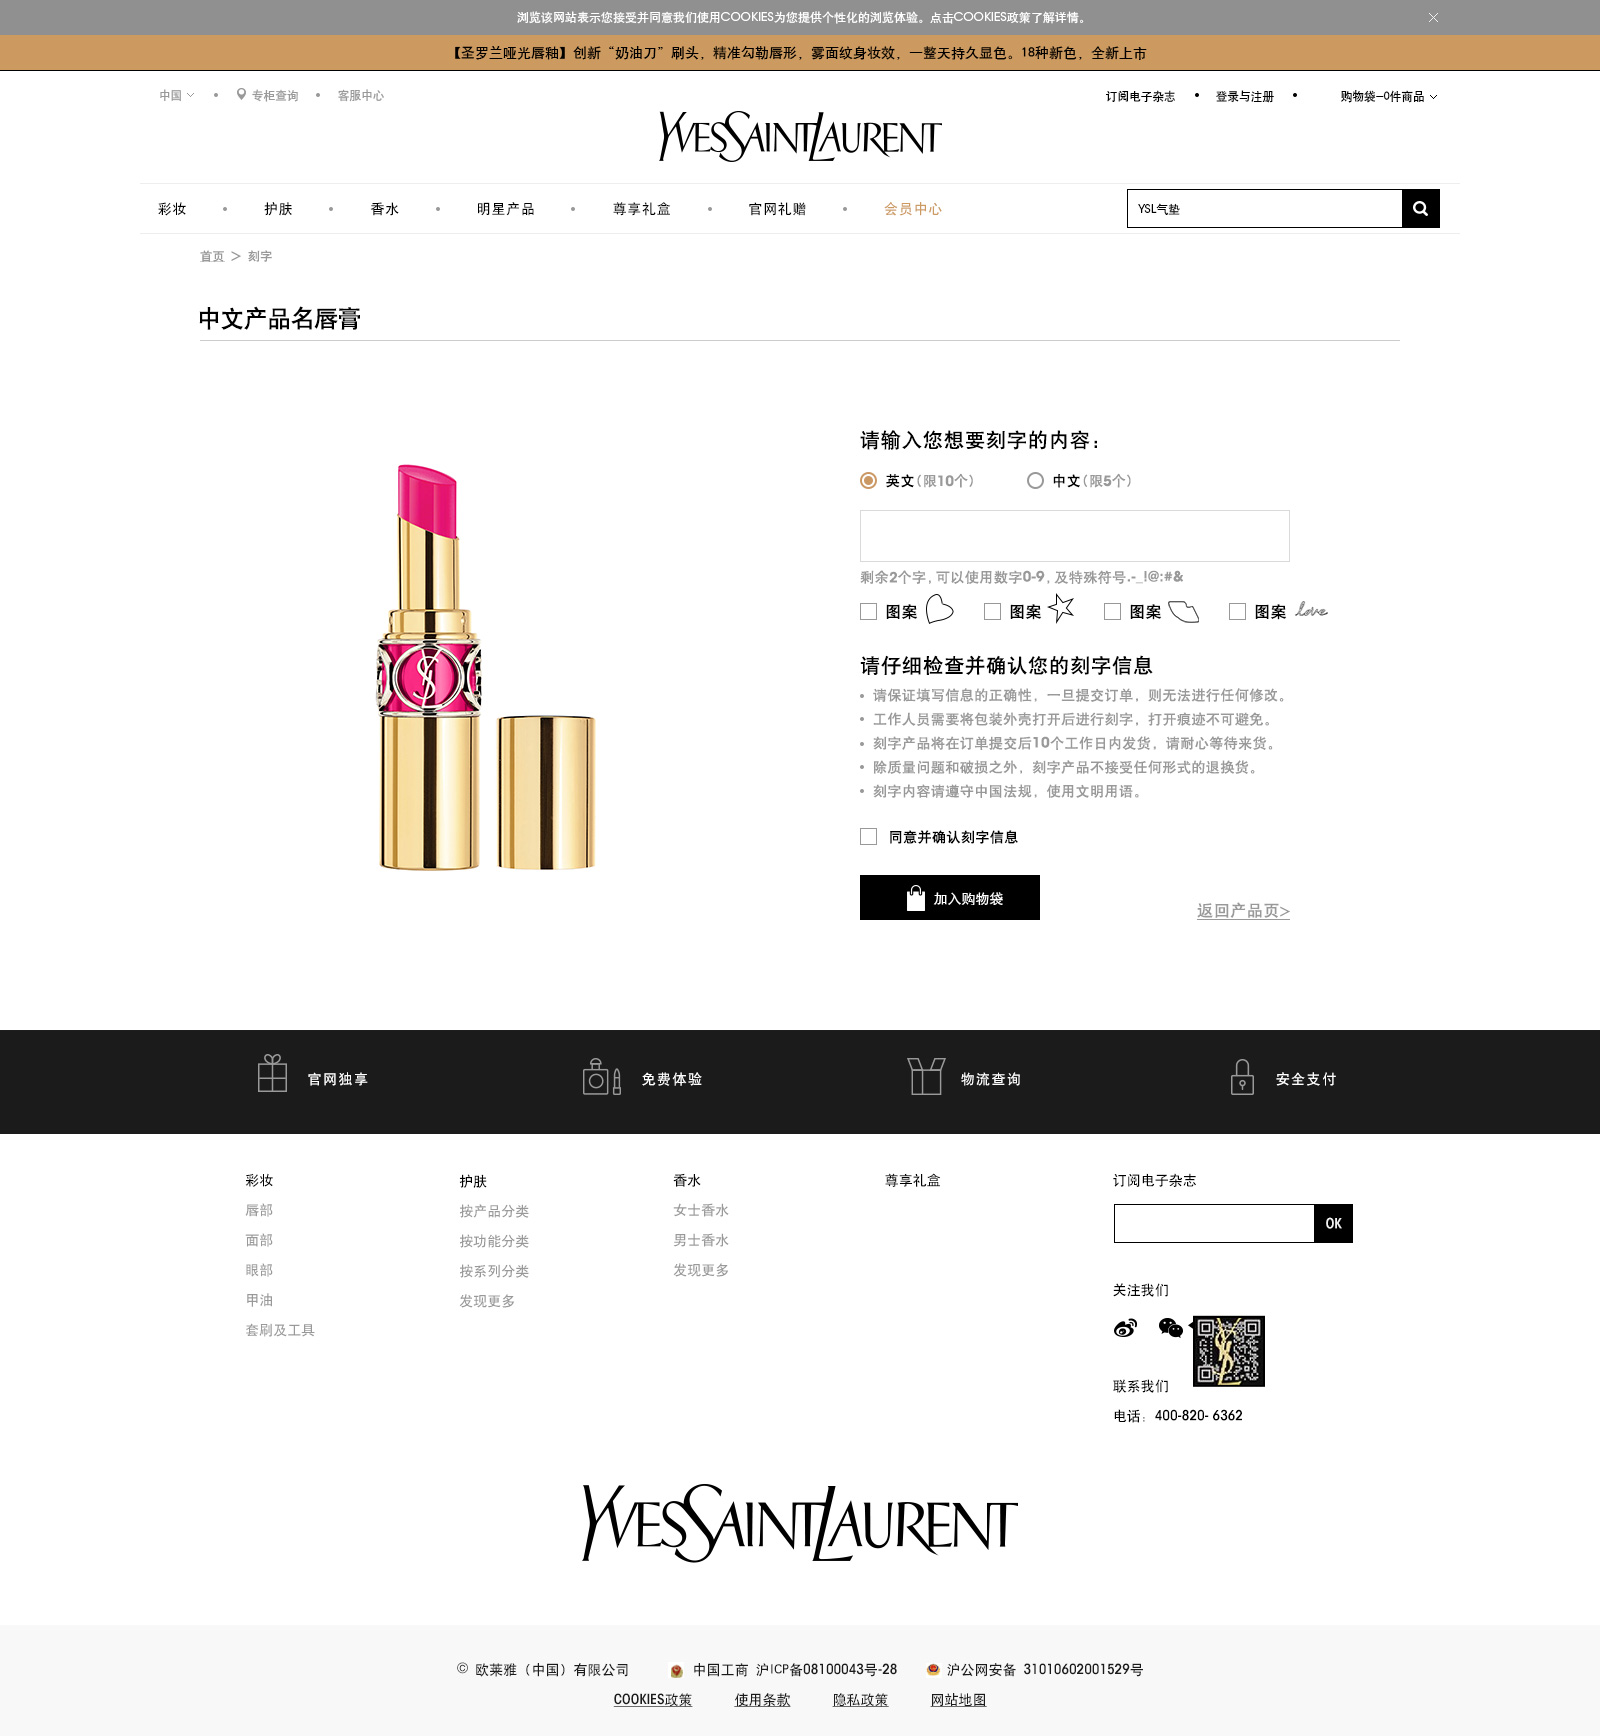 浏览该网站表示您接受并同意我们使用COOKIES为您提供个性化的浏览体验。点击COOKIES政策了解详情。
【圣罗兰哑光唇釉】创新“奶油刀”刷头，精准勾勒唇形，雾面纹身妆效，一整天持久显色。18种新色，全新上市
中国 • 专柜查询 • 客服中心 订阅电子杂志 • 登录与注册 • 购物袋—0件商品
YVESSAINTLAURENT
彩妆 • 护肤 • 香水 • 明星产品 • 尊享礼盒 • 官网礼赠 • 会员中心 YSL气垫
首页 > 刻字
中文产品名唇膏
请输入您想要刻字的内容：
英文（限10个） 中文（限5个）
剩余2个字，可以使用数字0-9，及特殊符号.-_!@:#&
图案 图案 图案 图案 love
请仔细检查并确认您的刻字信息
• 请保证填写信息的正确性，一旦提交订单，则无法进行任何修改。
• 工作人员需要将包装外壳打开后进行刻字，打开痕迹不可避免。
• 刻字产品将在订单提交后10个工作日内发货，请耐心等待来货。
• 除质量问题和破损之外，刻字产品不接受任何形式的退换货。
• 刻字内容请遵守中国法规，使用文明用语。
同意并确认刻字信息
加入购物袋
返回产品页>
官网独享 免费体验 物流查询 安全支付
彩妆 护肤 香水 尊享礼盒 订阅电子杂志
唇部 按产品分类 女士香水
OK
面部 按功能分类 男士香水
眼部 按系列分类 发现更多
关注我们
甲油 发现更多
套刷及工具
联系我们
电话：400-820- 6362
YVESSAINTLAURENT
© 欧莱雅（中国）有限公司 中国工商 沪ICP备08100043号-28 沪公网安备 31010602001529号
COOKIES政策 使用条款 隐私政策 网站地图